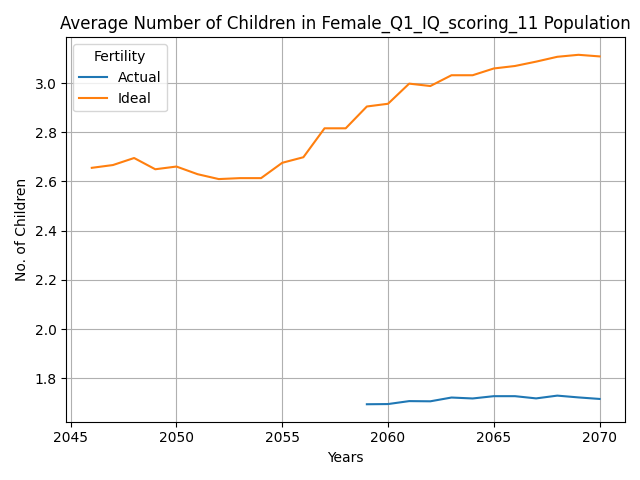 Average Number of Children in Female_Q1_IQ_scoring_11 Population
Fertility
Actual
Ideal
3.0
2.8
2.6
2.4
2.2
2.0
1.8
No. of Children
2045
2050
2055
2060
2065
2070
Years